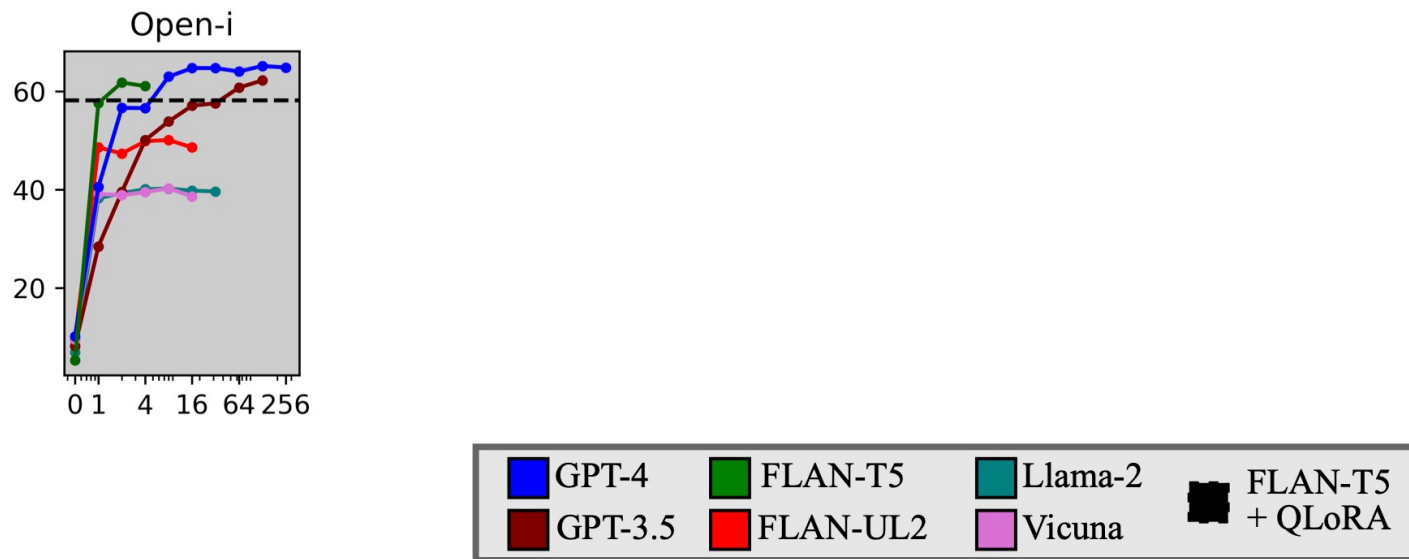 Open-i
60
40
20
0 1 4 16 64 256
GPT-4 FLAN-T5 Llama-2 FLAN-T5
GPT-3.5 FLAN-UL2 Vicuna + QLoRA